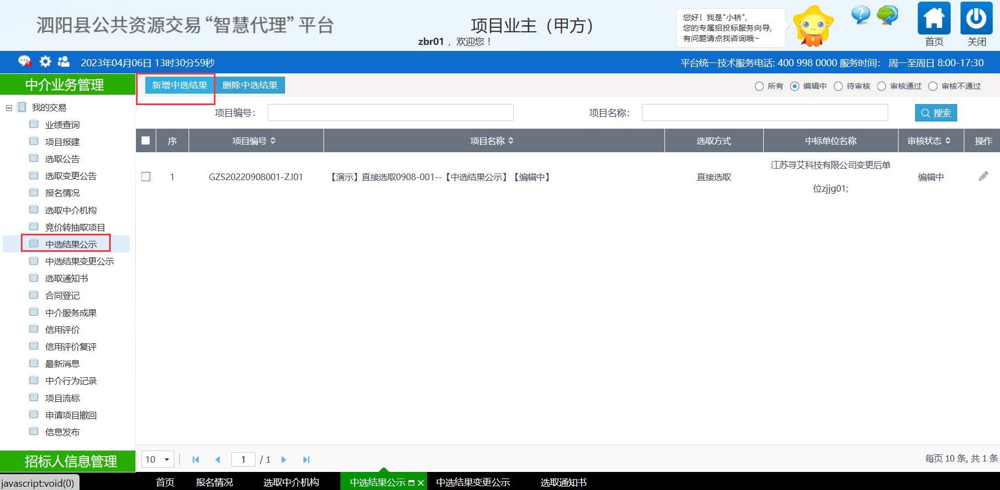 泗阳县公共资源交易“智慧代理”平台
项目业主（甲方）
zbr01 ，欢迎您！
您好！我是"小桥",
您的专属招投标服务向导,
有问题请点我咨询哦~
首页
关闭
2023年04月06日 13时30分59秒
平台统一技术服务电话: 400 998 0000 服务时间： 周一至周日 8:00-17:30
中介业务管理
我的交易
业绩查询
项目报建
选取公告
选取变更公告
报名情况
选取中介机构
竞价转抽取项目
中选结果公示
中选结果变更公示
选取通知书
合同登记
中介服务成果
信用评价
信用评价复评
最新消息
中介行为记录
项目流标
申请项目撤回
信息发布
招标人信息管理
新增中选结果 删除中选结果
所有 编辑中 待审核 审核通过 审核不通过
项目编号： 项目名称： 搜索
序 项目编号 项目名称 选取方式 中标单位名称 审核状态 操作
1 GZS20220908001-ZJ01 【演示】直接选取0908-001--【中选结果公示】【编辑中】 直接选取 江苏寻艾科技有限公司变更后单
位zjjg01; 编辑中
10 1 / 1
每页 10 条, 共 1 条
javascript:void(0)
首页 报名情况 选取中介机构 中选结果公示 中选结果变更公示 选取通知书